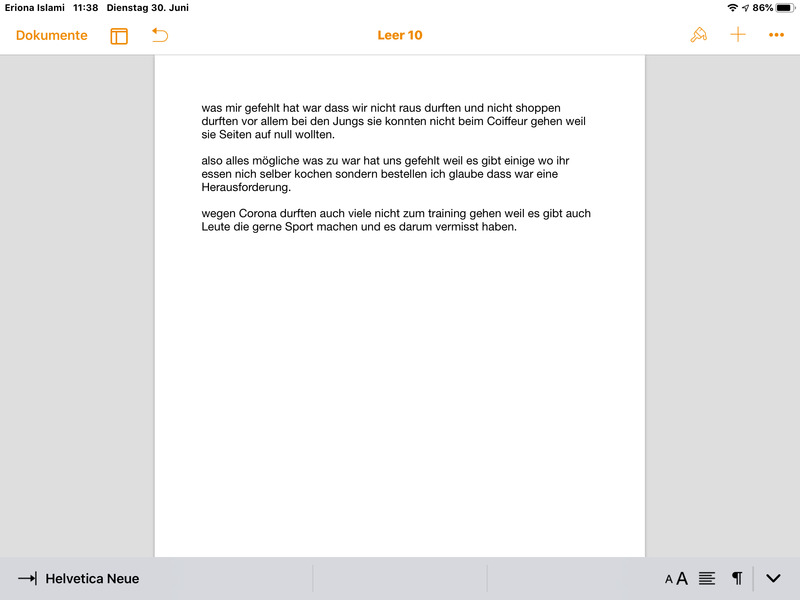 Eriona Islami 11:38 Dienstag 30. Juni 86%
Dokumente Leer 10
was mir gefehlt hat war dass wir nicht raus durften und nicht shoppen
durften vor allem bei den Jungs sie konnten nicht beim Coiffeur gehen weil
sie Seiten auf null wollten.
also alles mögliche was zu war hat uns gefehlt weil es gibt einige wo ihr
essen nich selber kochen sondern bestellen ich glaube dass war eine
Herausforderung.
wegen Corona durften auch viele nicht zum training gehen weil es gibt auch
Leute die gerne Sport machen und es darum vermisst haben.
Helvetica Neue A A ¶